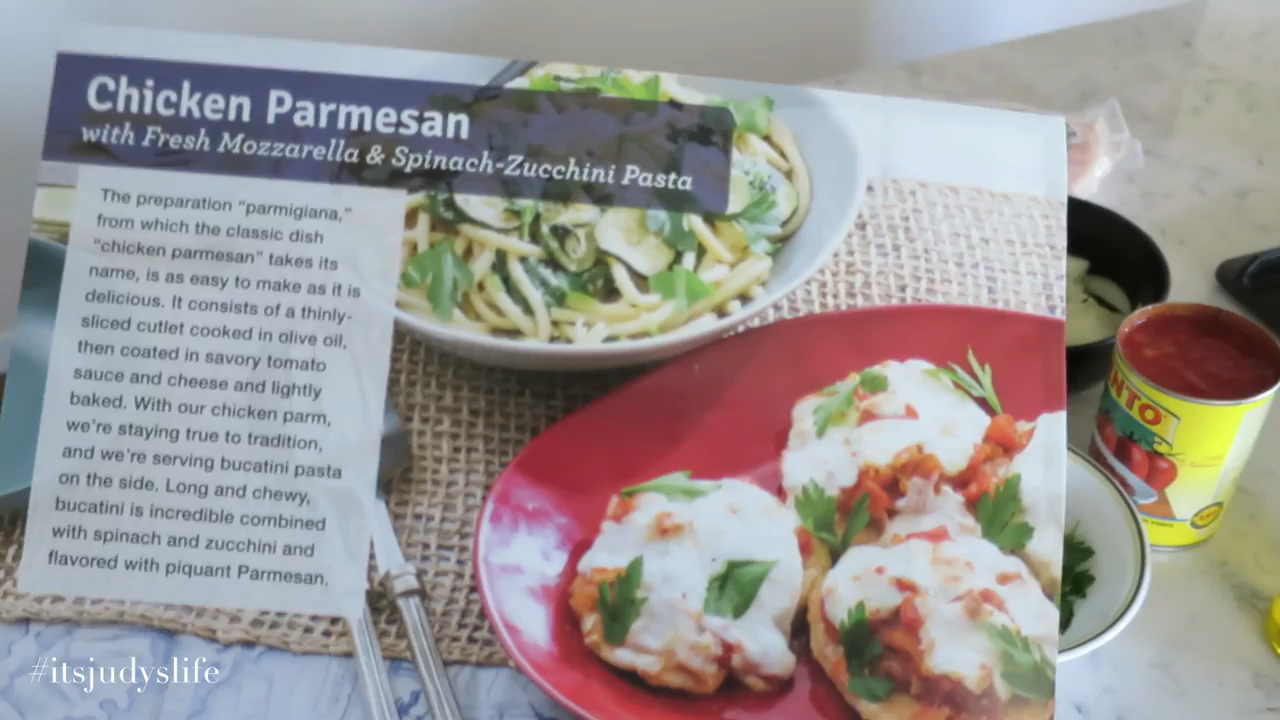 Chicken Parmesan
with Fresh Mozzarella & Spinach-Zucchini Pasta
The preparation “parmigiana,”
from which the classic dish
“chicken parmesan” takes its
name, is as easy to make as it is
delicious. It consists of a thinly-
sliced cutlet cooked in olive oil,
then coated in savory tomato
sauce and cheese and lightly
baked. With our chicken parm,
we’re staying true to tradition,
and we’re serving bucatini pasta
on the side. Long and chewy,
bucatini is incredible combined
with spinach and zucchini and
flavored with piquant Parmesan.
NTO
#itsjudyslife